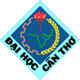 ĐẠI HỌC
CẦN THƠ